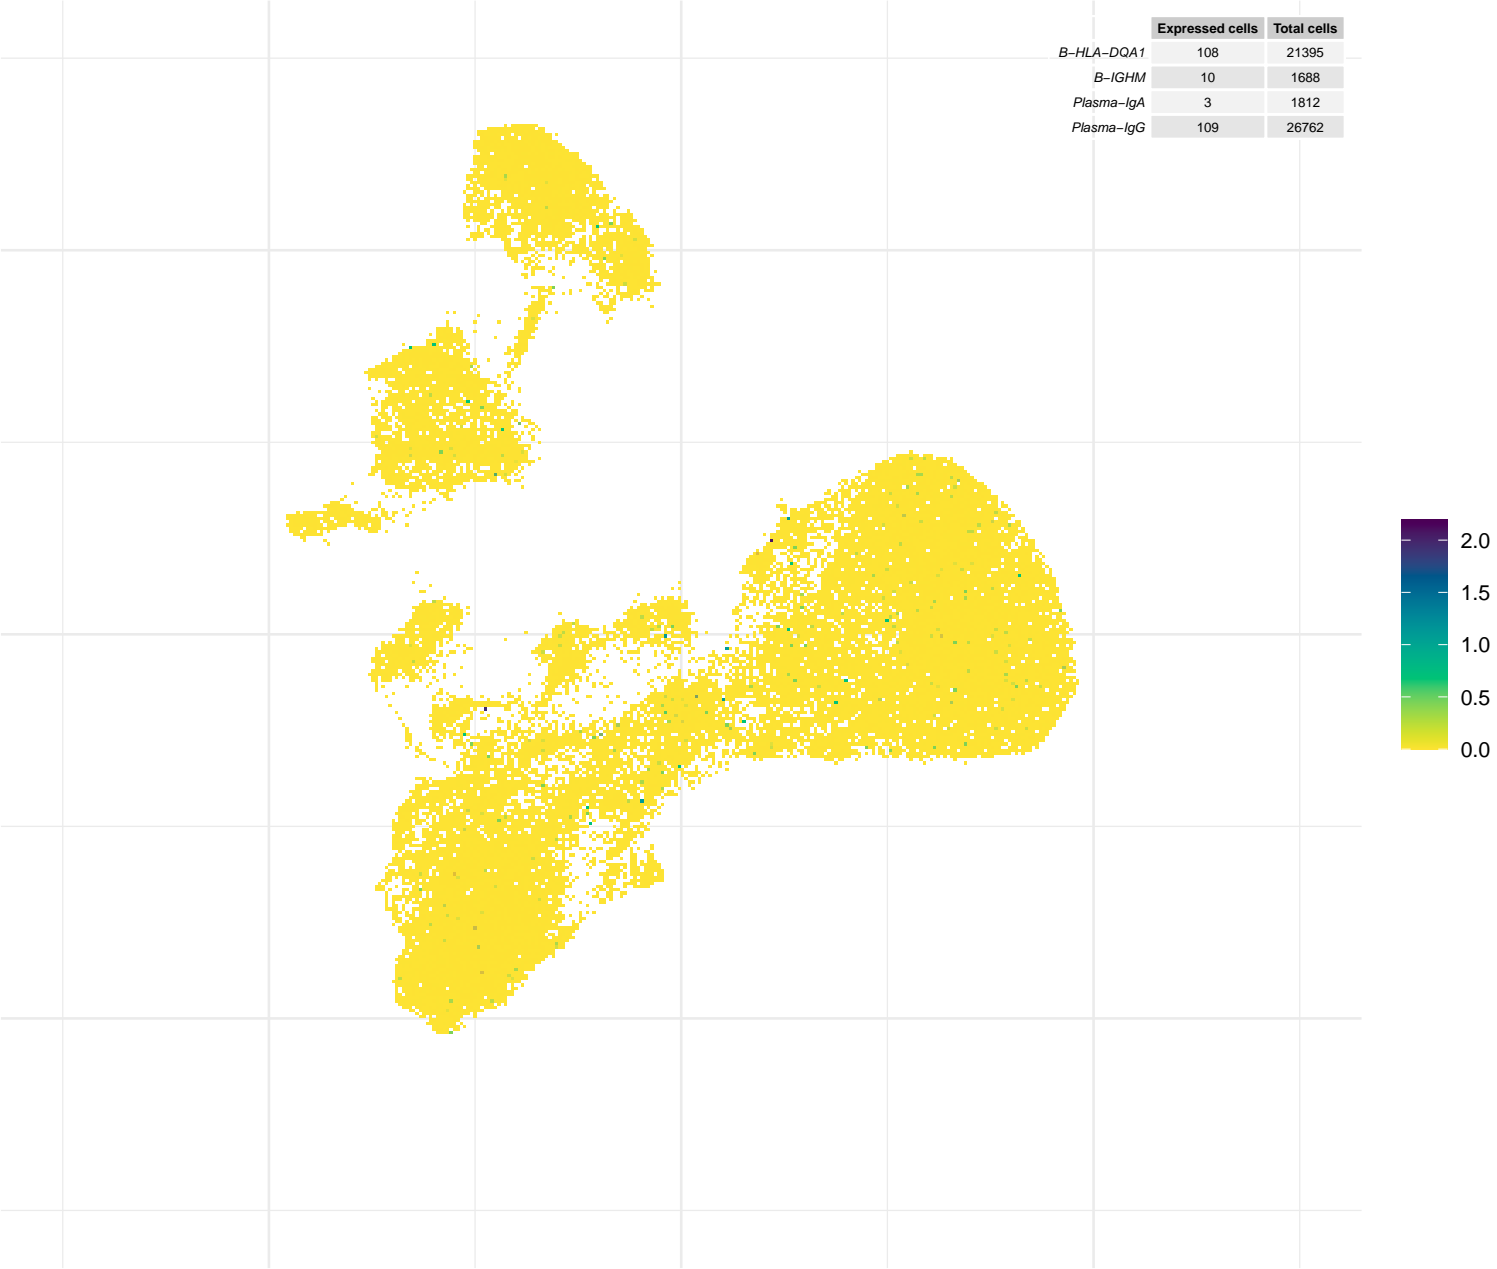 Expressed cells Total cells
B−HLA−DQA1 108 21395
B−IGHM 10 1688
Plasma−IgA 3 1812
Plasma−IgG 109 26762
2.0
1.5
1.0
0.5
0.0